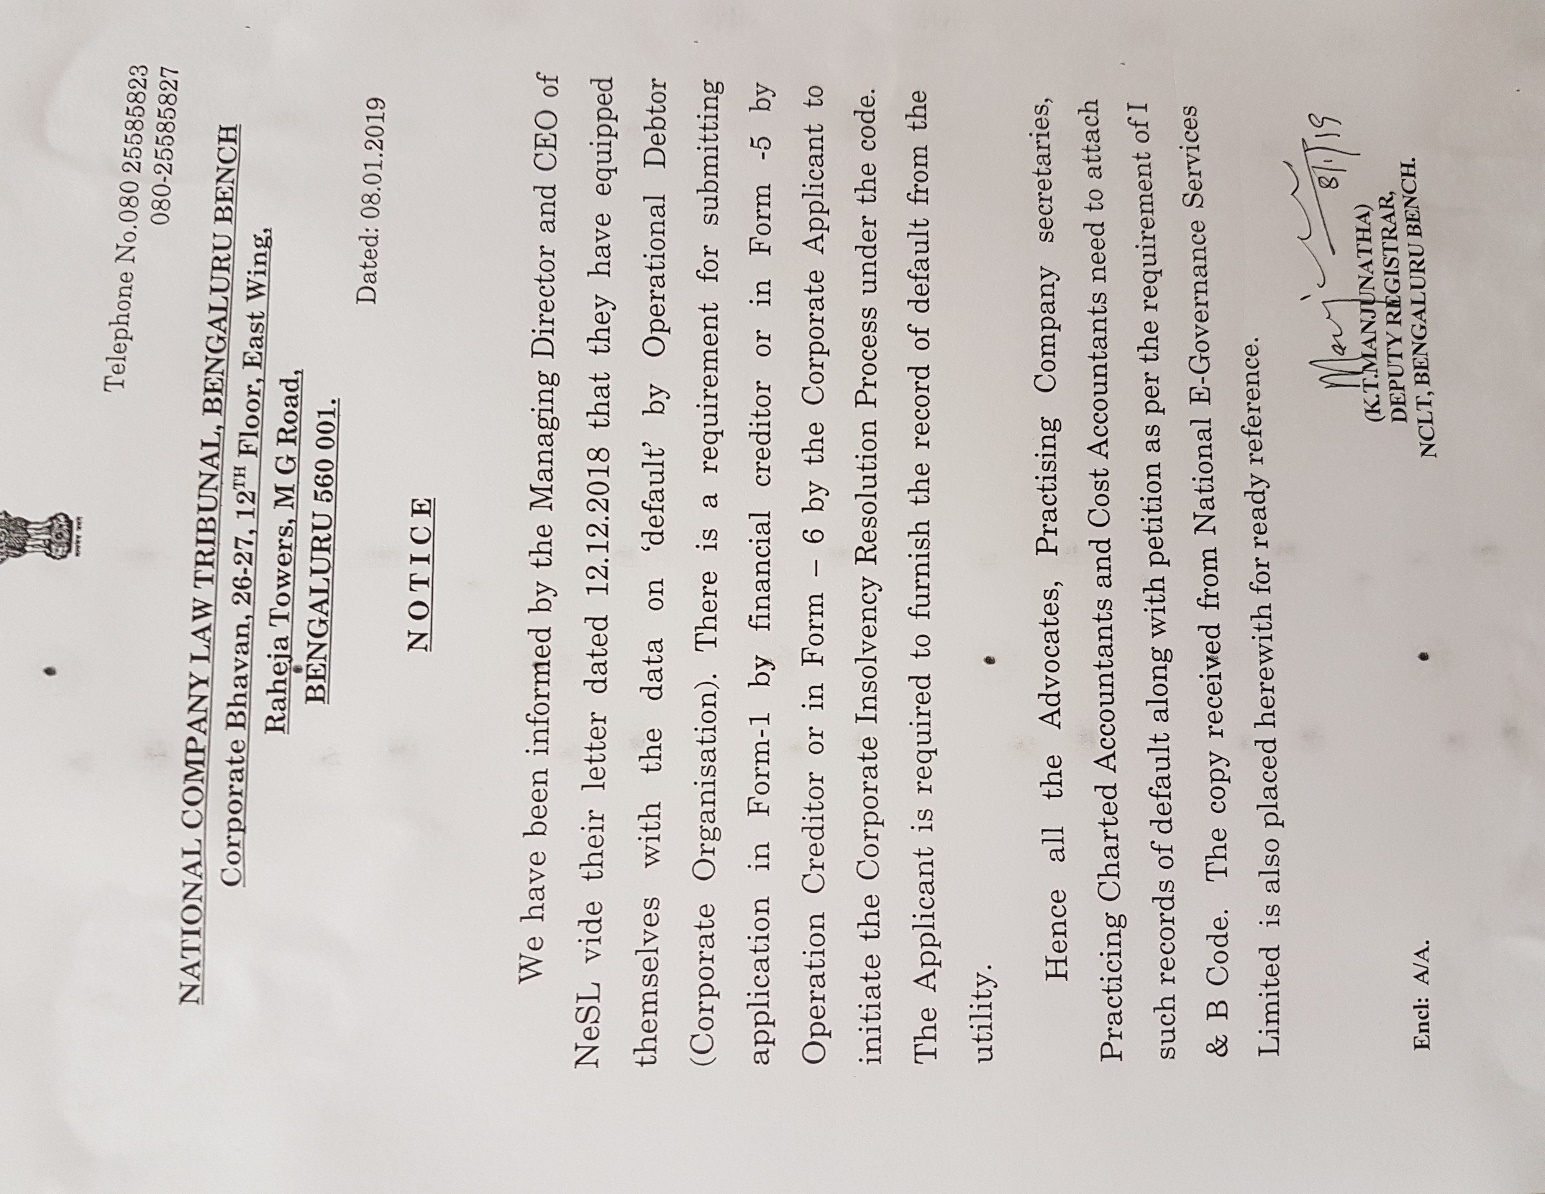 Telephone No.080 25585823
080-25585827
NATIONAL COMPANY LAW TRIBUNAL, BENGALURU BENCH
Corporate Bhavan, 26-27, 12TH Floor, East Wing,
Raheja Towers, M G Road,
BENGALURU 560 001.
Dated: 08.01.2019
NOTICE
We have been informed by the Managing Director and CEO of
NeSL vide their letter dated 12.12.2018 that they have equipped
themselves with the data on 'default' by Operational Debtor
(Corporate Organisation). There is a requirement for submitting
application in Form-1 by financial creditor or in Form -5 by
Operation Creditor or in Form – 6 by the Corporate Applicant to
initiate the Corporate Insolvency Resolution Process under the code.
The Applicant is required to furnish the record of default from the
utility.
Hence all the Advocates, Practising Company secretaries,
Practicing Charted Accountants and Cost Accountants need to attach
such records of default along with petition as per the requirement of I
& B Code. The copy received from National E-Governance Services
Limited is also placed herewith for ready reference.
8/1/19
(K.T.MANJUNATHA)
DEPUTY REGISTRAR,
NCLT, BENGALURU BENCH.
Encl: A/A.